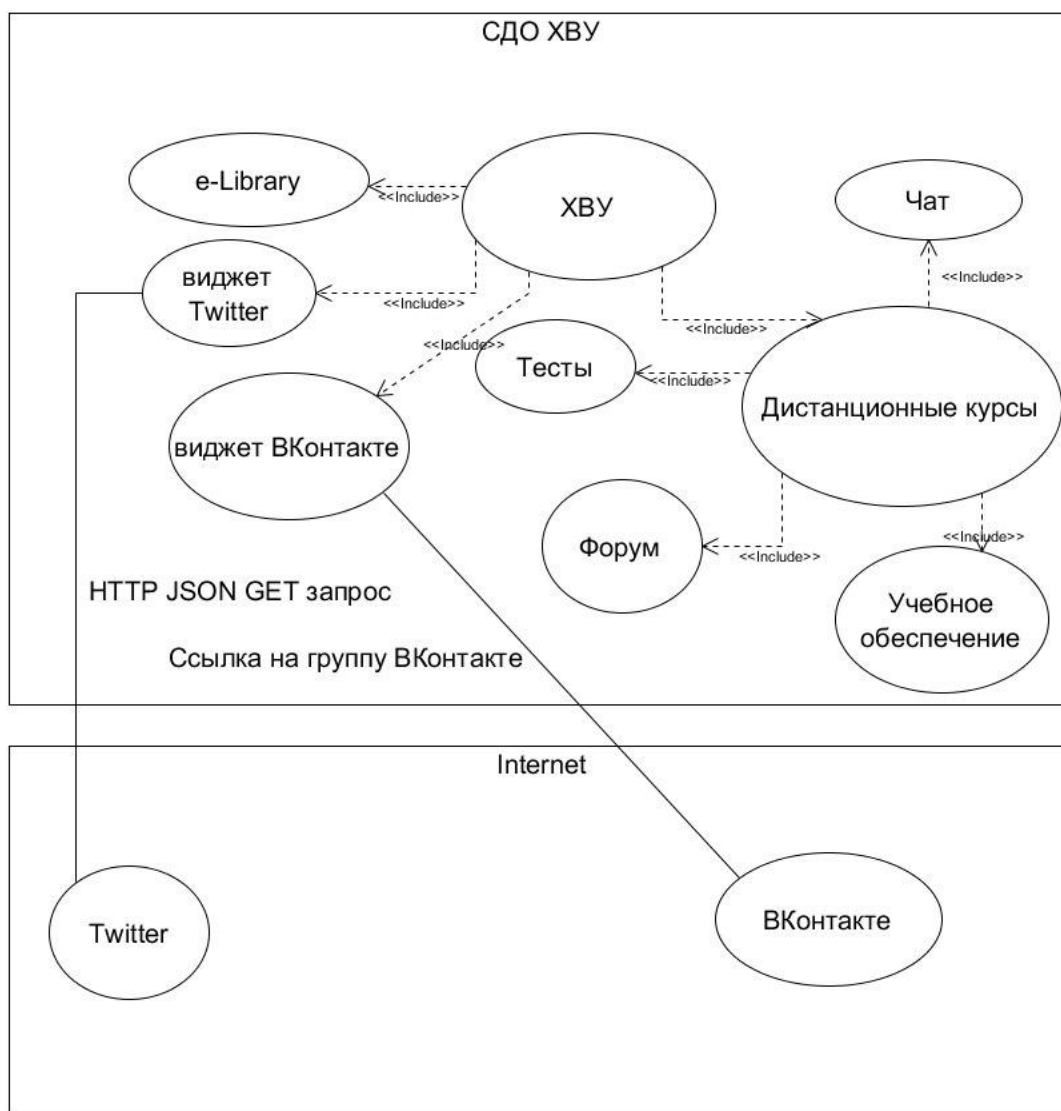 СДО ХВУ
e-Library
<<Include>>
ХВУ
Чат
<<Include>>
виджет
Twitter
<<Include>>
<<Include>>
<<Include>>
Тесты
<<Include>>
Дистанционные курсы
виджет ВКонтакте
Форум
<<Include>>
<<Include>>
Учебное
обеспечение
HTTP JSON GET запрос
Ссылка на группу ВКонтакте
Internet
Twitter
ВКонтакте